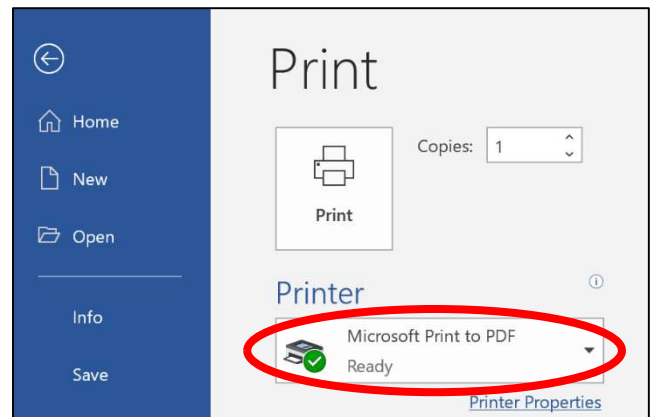 Print
Home
New
Open
Info
Save
Copies: 1
Print
Printer
Microsoft Print to PDF
Ready
Printer Properties